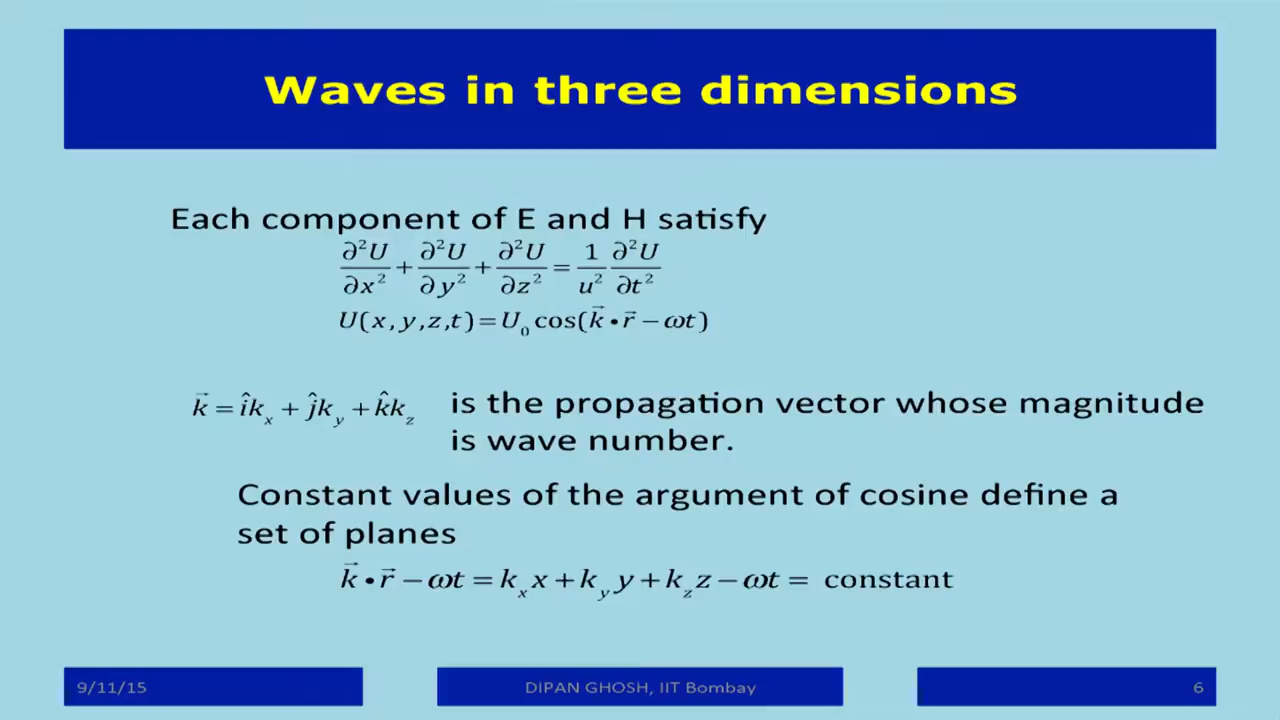 Waves in three dimensions
Each component of E and H satisfy
∂²U/∂x² + ∂²U/∂y² + ∂²U/∂z² = 1/u² ∂²U/∂t²
U(x,y,z,t)=U₀ cos(k⃗•r⃗−ωt)
k⃗ = îkₓ + ĵk_y + k̂k_z is the propagation vector whose magnitude
is wave number.
Constant values of the argument of cosine define a
set of planes
k⃗•r⃗−ωt = kₓx+k_y y+k_z z−ωt = constant
9/11/15 DIPAN GHOSH, IIT Bombay 6